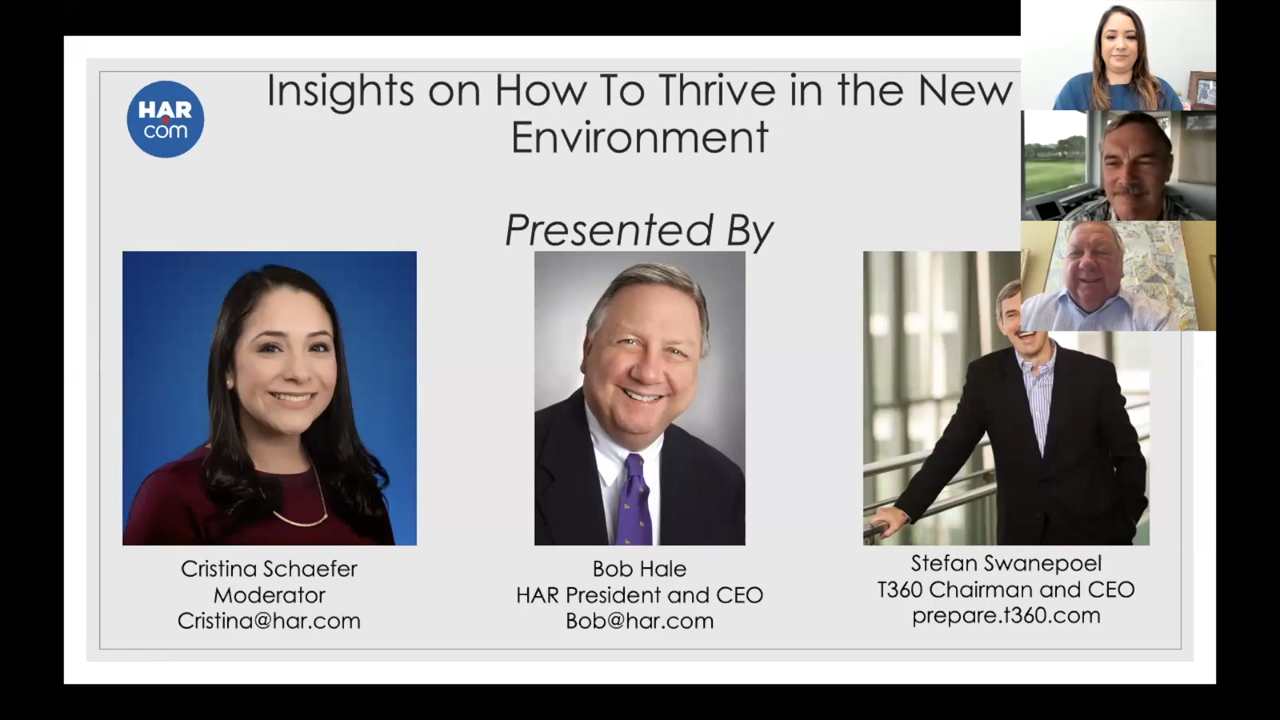 HAR
com
Insights on How To Thrive in the New
Environment
Presented By
Cristina Schaefer
Moderator
Cristina@har.com
Bob Hale
HAR President and CEO
Bob@har.com
Stefan Swanepoel
T360 Chairman and CEO
prepare.t360.com